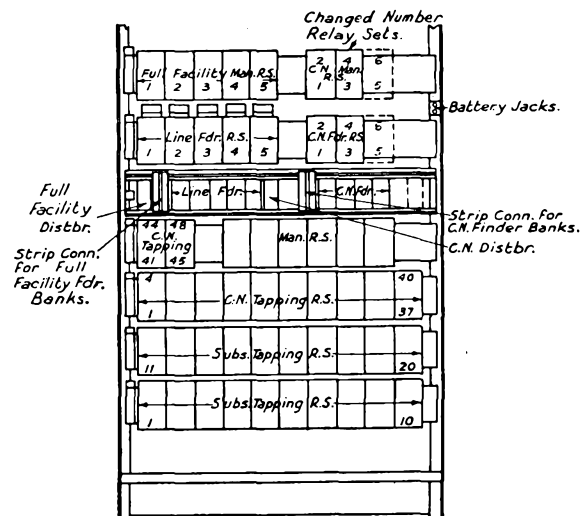 Changed Number
Relay Sets.
Full Facility Man. R.S.
1 2 3 4 5
2 4 6
C.N. Man.
R.S.
1 3 5
Battery Jacks.
Line Fdr. R.S.
1 2 3 4 5
2 4 6
C.N. Fdr. RS
1 3 5
Full
Facility
Distbr.
Line Fdr.
C.N. Fdr.
Strip Conn. for
C.N. Finder Banks.
C.N. Distbr.
Strip Conn.
for Full
Facility Fdr.
Banks.
44 48
C.N.
Tapping
41 45
Man. R.S.
4 40
C.N. Tapping R.S.
1 37
Subs. Tapping R.S.
11 20
Subs. Tapping R.S.
1 10